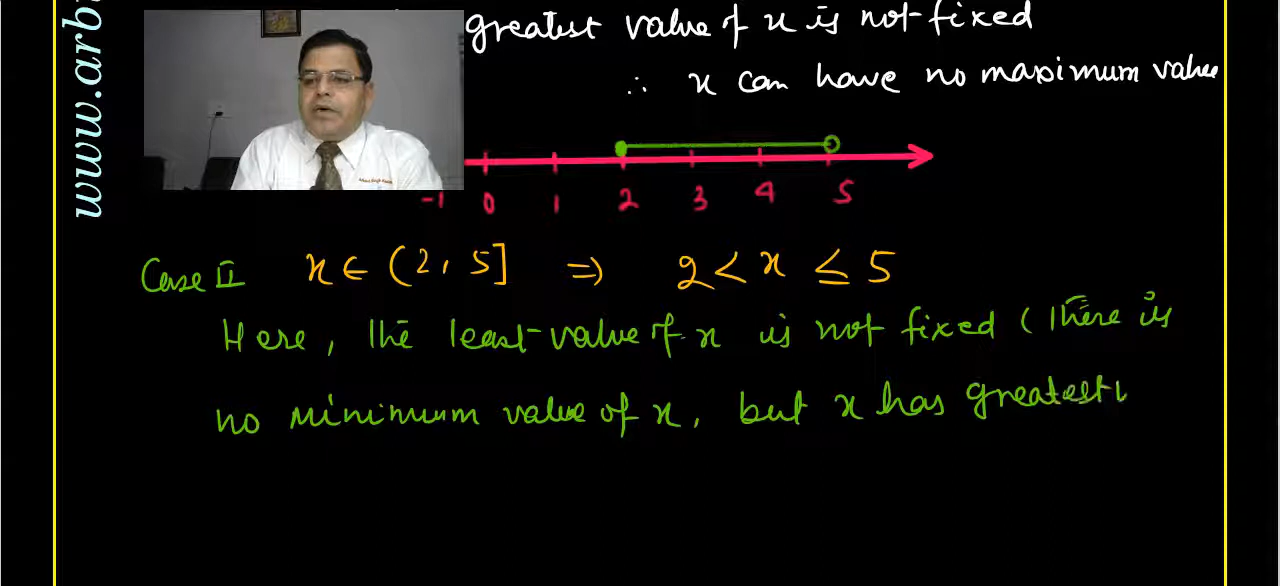 www.arb
greatest value of x is not fixed
∴ x can have no maximum value
-1 0 1 2 3 4 5
Case II x ∈ (2, 5] ⇒ 2 < x ≤ 5
Here, the least value of x is not fixed (there is
no minimum value of x, but x has greatest